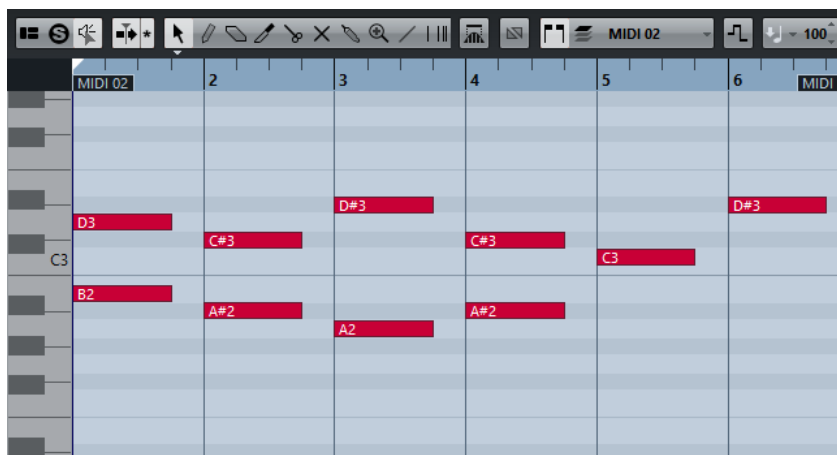 MIDI 02 100
2 3 4 5 6
MIDI 02 MIDI
D#3 D#3
D3
C#3 C#3
C3 C3
B2
A#2 A#2
A2